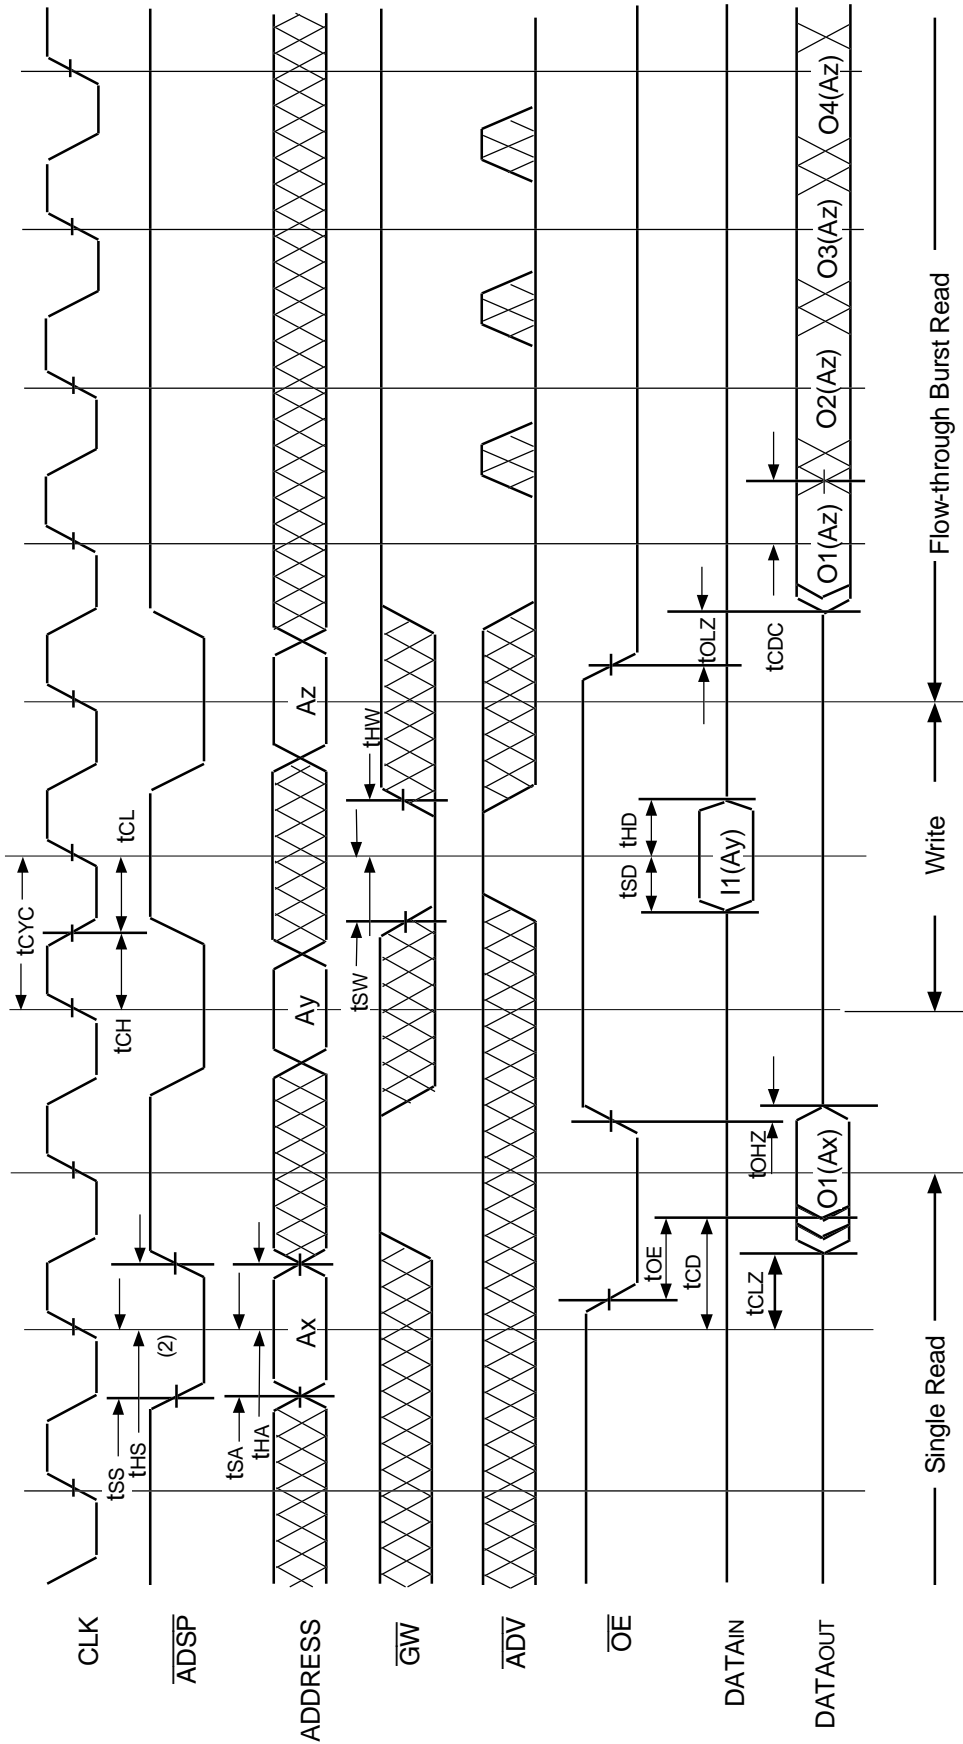 CLK
tCYC
tSS
tHS
tCH
tCL
ADSP
(2)
ADDRESS
tSA
tHA
Ax
Ay
Az
GW
tSW
tHW
ADV
OE
tOE
tCD
tOHZ
tSD
tHD
tOLZ
DATAIN
I1(Ay)
tCLZ
tCDC
DATAOUT
O1(Ax)
O1(Az)
O2(Az)
O3(Az)
O4(Az)
Single Read
Write
Flow-through Burst Read